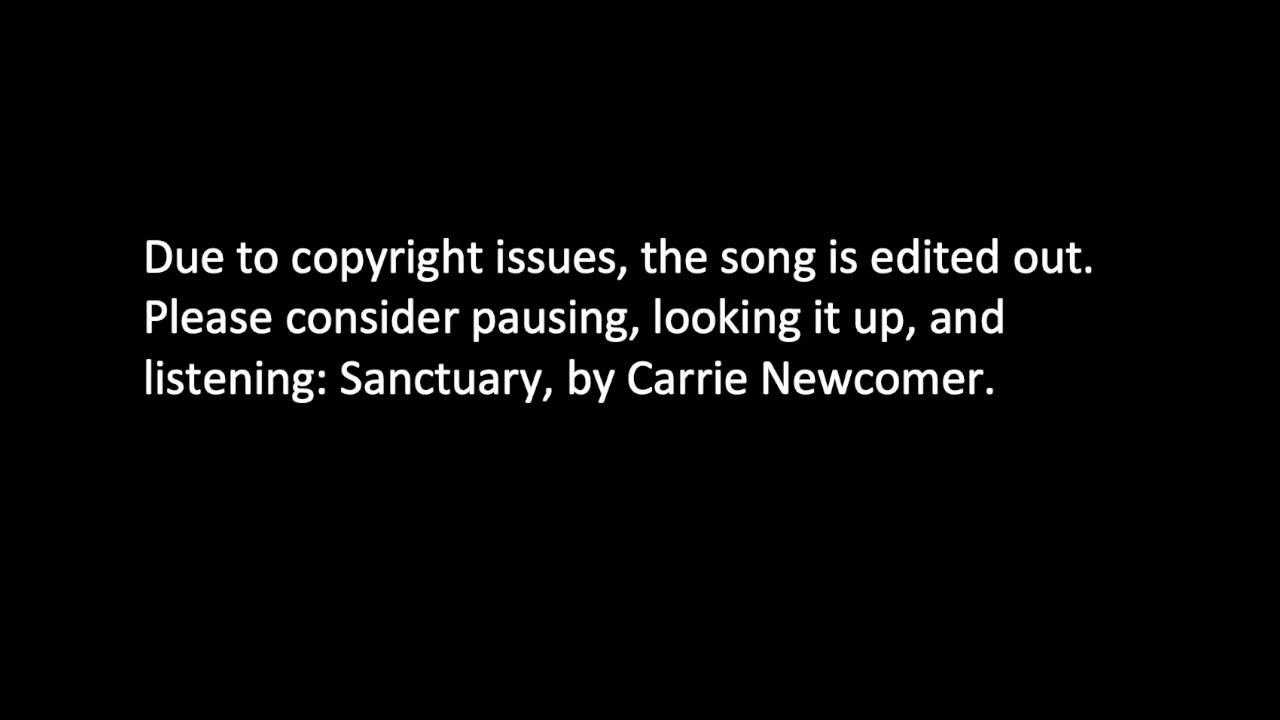 Due to copyright issues, the song is edited out.
Please consider pausing, looking it up, and
listening: Sanctuary, by Carrie Newcomer.